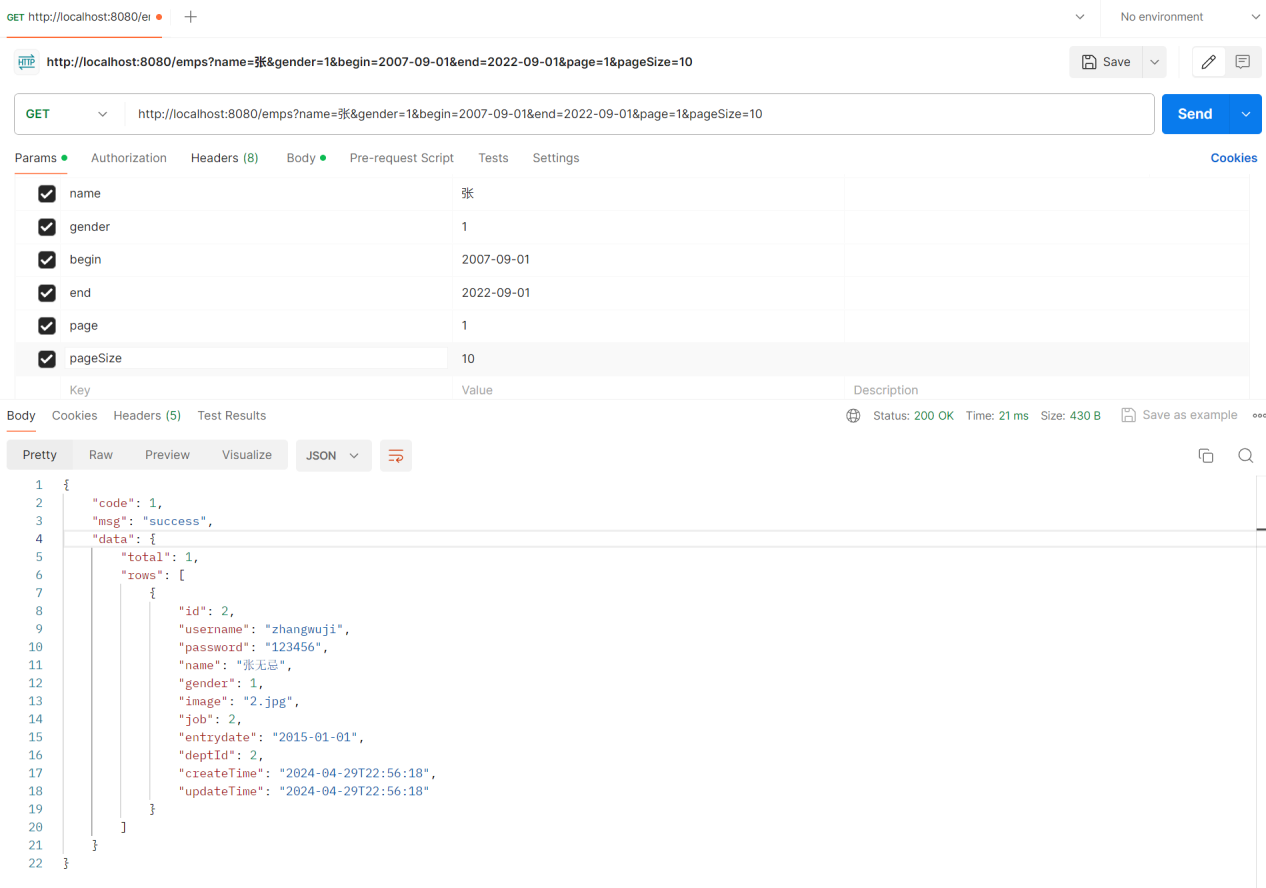 GET http://localhost:8080/er
No environment
HTTP http://localhost:8080/emps?name=张&gender=1&begin=2007-09-01&end=2022-09-01&page=1&pageSize=10
Save
GET http://localhost:8080/emps?name=张&gender=1&begin=2007-09-01&end=2022-09-01&page=1&pageSize=10
Send
Params Authorization Headers (8) Body Pre-request Script Tests Settings Cookies
name 张
gender 1
begin 2007-09-01
end 2022-09-01
page 1
pageSize 10
Key Value Description
Body Cookies Headers (5) Test Results Status: 200 OK Time: 21 ms Size: 430 B Save as example
Pretty Raw Preview Visualize JSON
1 {
2 "code": 1,
3 "msg": "success",
4 "data": {
5 "total": 1,
6 "rows": [
7 {
8 "id": 2,
9 "username": "zhangwuji",
10 "password": "123456",
11 "name": "张无忌",
12 "gender": 1,
13 "image": "2.jpg",
14 "job": 2,
15 "entrydate": "2015-01-01",
16 "deptId": 2,
17 "createTime": "2024-04-29T22:56:18",
18 "updateTime": "2024-04-29T22:56:18"
19 }
20 ]
21 }
22 }